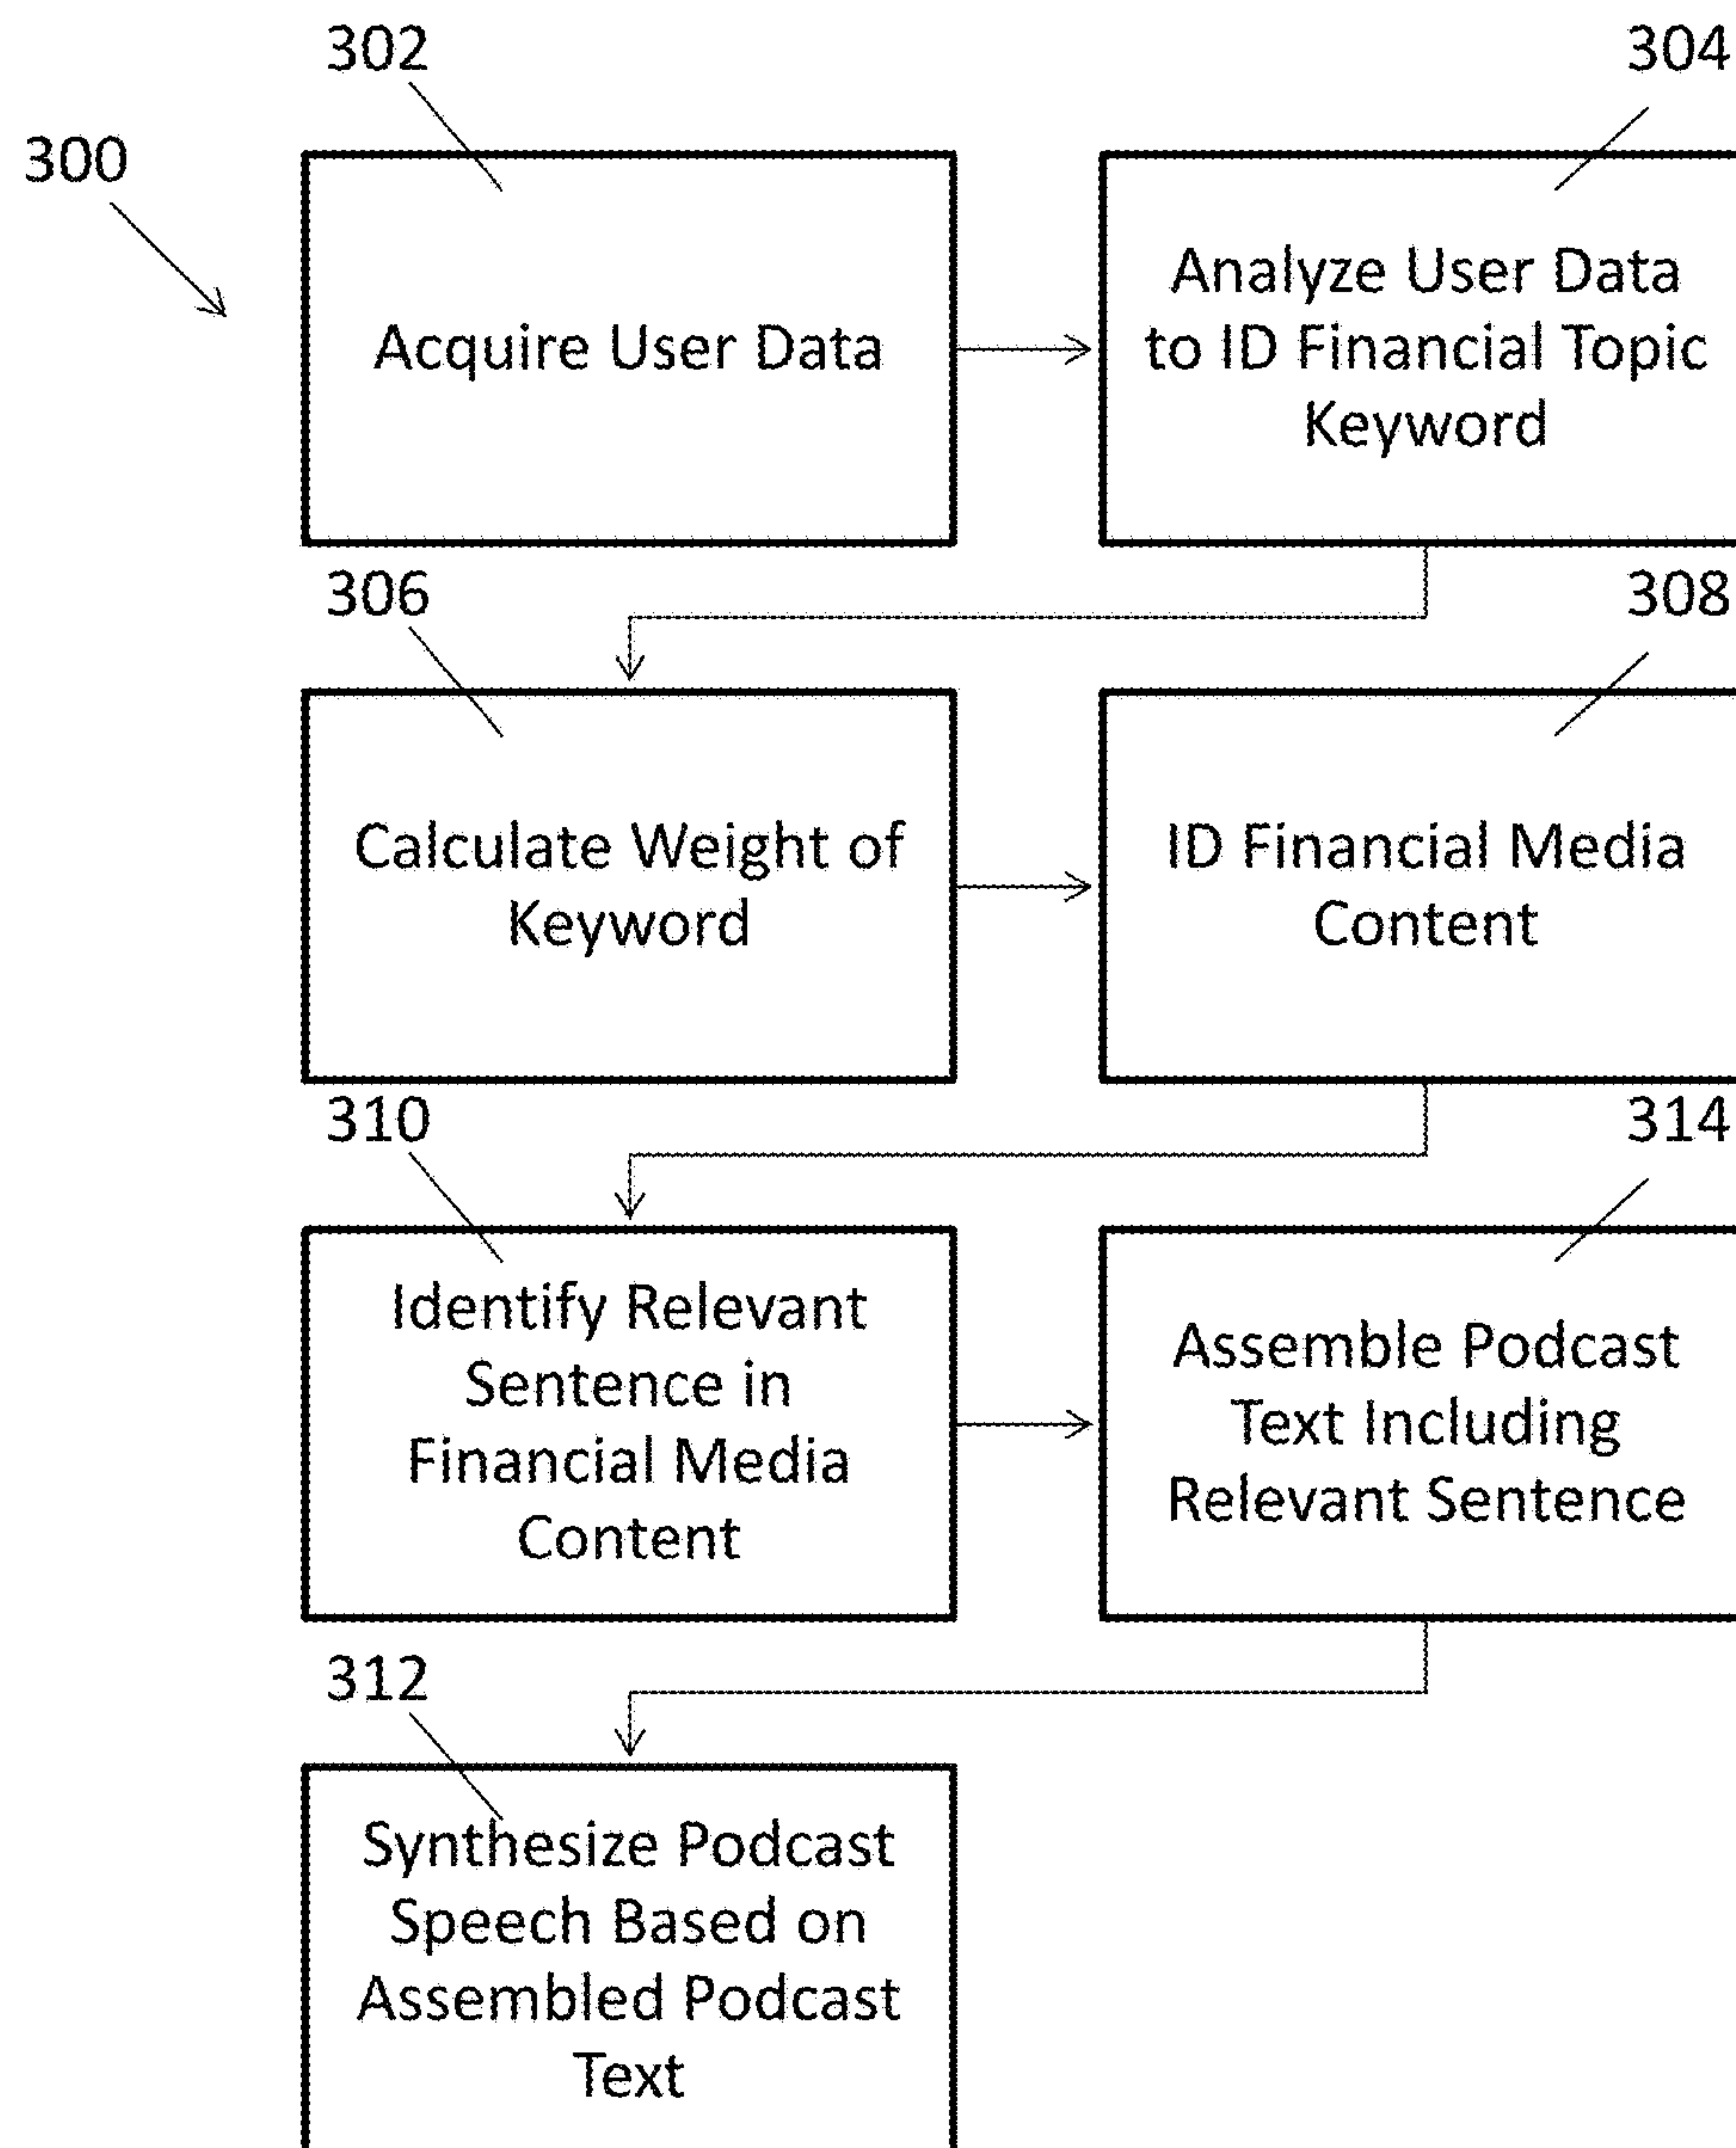 302
304
300
Acquire User Data
Analyze User Data
to ID Financial Topic
Keyword
306
308
Calculate Weight of
Keyword
ID Financial Media
Content
310
314
Identify Relevant
Sentence in
Financial Media
Content
Assemble Podcast
Text Including
Relevant Sentence
312
Synthesize Podcast
Speech Based on
Assembled Podcast
Text